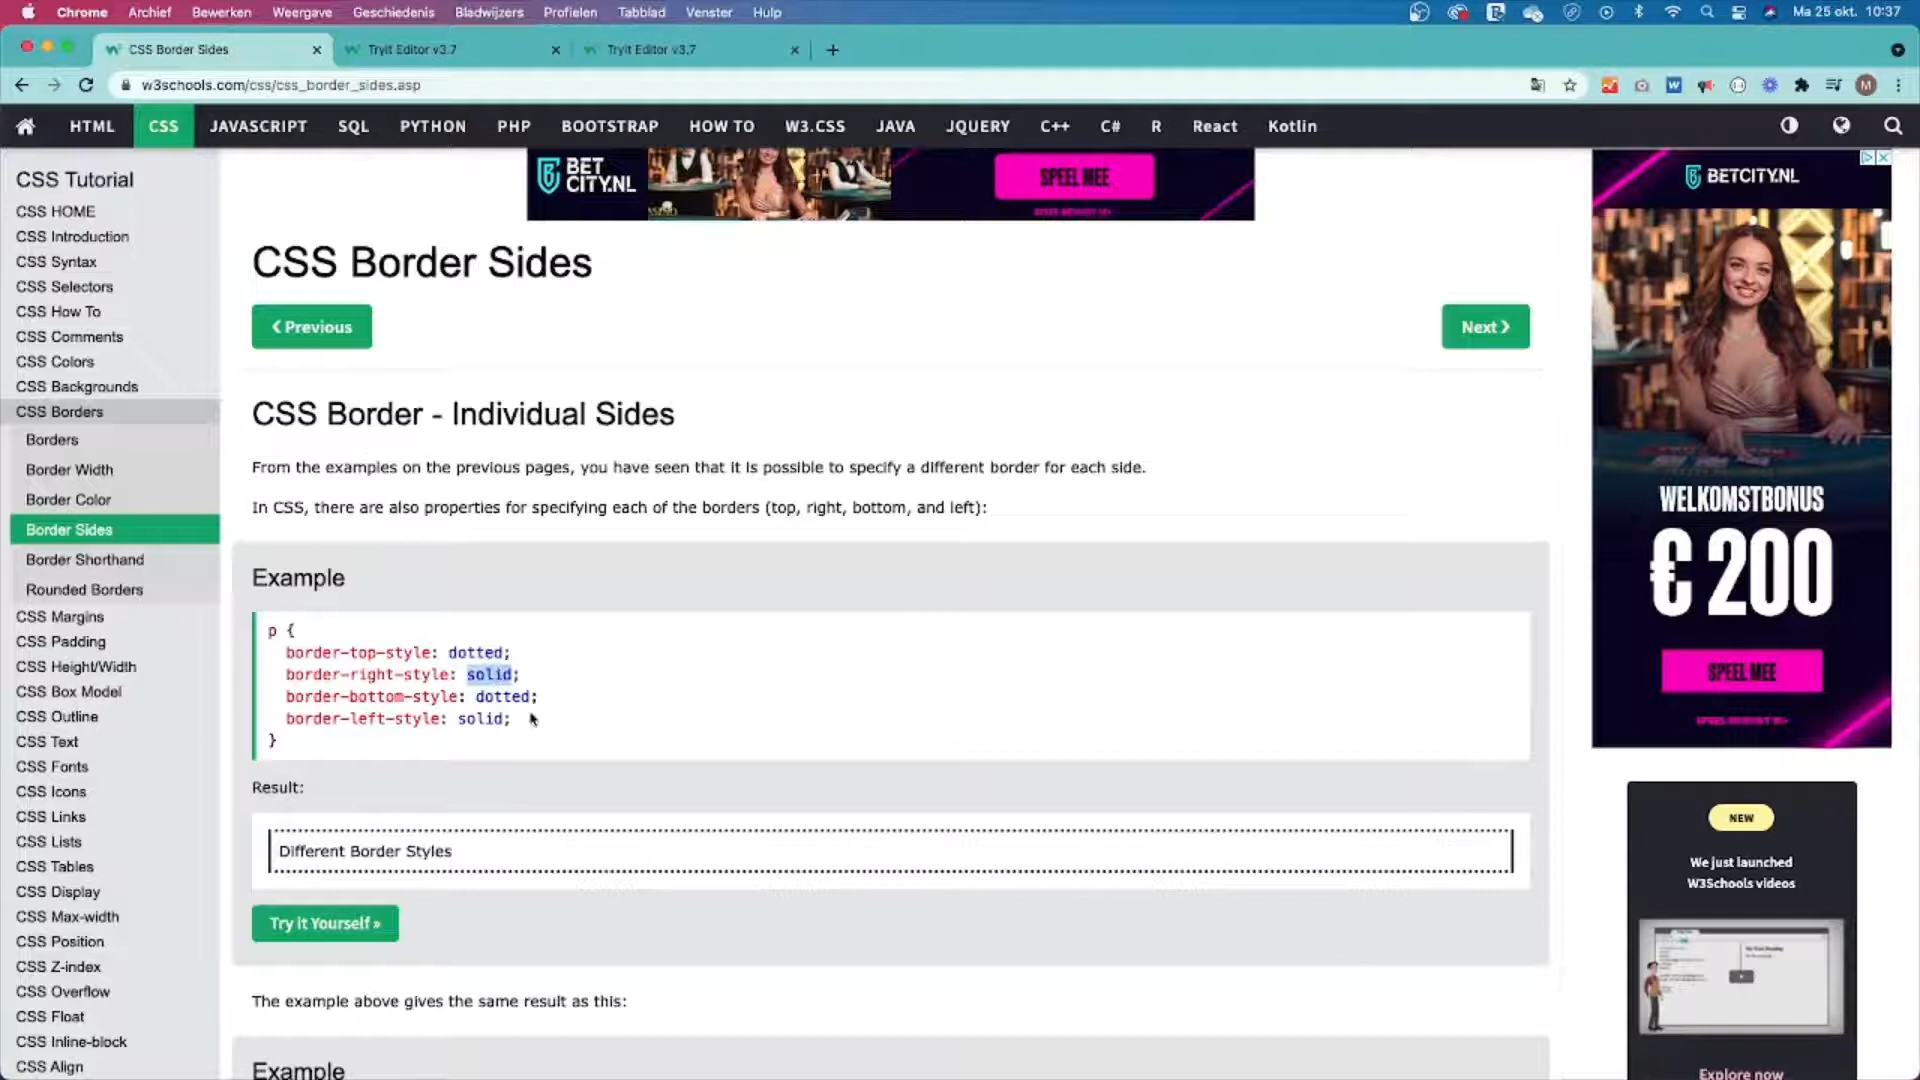 Chrome Archief Bewerken Weergave Geschiedenis Bladwijzers Profielen Tabblad Venster Hulp Ma 25 okt. 10:37
CSS Border Sides Tryit Editor v3.7 Tryit Editor v3.7
w3schools.com/css/css_border_sides.asp
HTML CSS JAVASCRIPT SQL PYTHON PHP BOOTSTRAP HOW TO W3.CSS JAVA JQUERY C++ C# R React Kotlin
CSS Tutorial
CSS HOME
CSS Introduction
CSS Syntax
CSS Selectors
CSS How To
CSS Comments
CSS Colors
CSS Backgrounds
CSS Borders
Borders
Border Width
Border Color
Border Sides
Border Shorthand
Rounded Borders
CSS Margins
CSS Padding
CSS Height/Width
CSS Box Model
CSS Outline
CSS Text
CSS Fonts
CSS Icons
CSS Links
CSS Lists
CSS Tables
CSS Display
CSS Max-width
CSS Position
CSS Z-index
CSS Overflow
CSS Float
CSS Inline-block
CSS Align
BET
CITY.NL
SPEEL MEE
CSS Border Sides
❮ Previous
Next ❯
CSS Border - Individual Sides
From the examples on the previous pages, you have seen that it is possible to specify a different border for each side.
In CSS, there are also properties for specifying each of the borders (top, right, bottom, and left):
Example
p {
border-top-style: dotted;
border-right-style: solid;
border-bottom-style: dotted;
border-left-style: solid;
}
Result:
Different Border Styles
Try it Yourself »
The example above gives the same result as this:
Example
BETCITY.NL
WELKOMSTBONUS
€ 200
SPEEL MEE
NEW
We just launched
W3Schools videos
Explore now